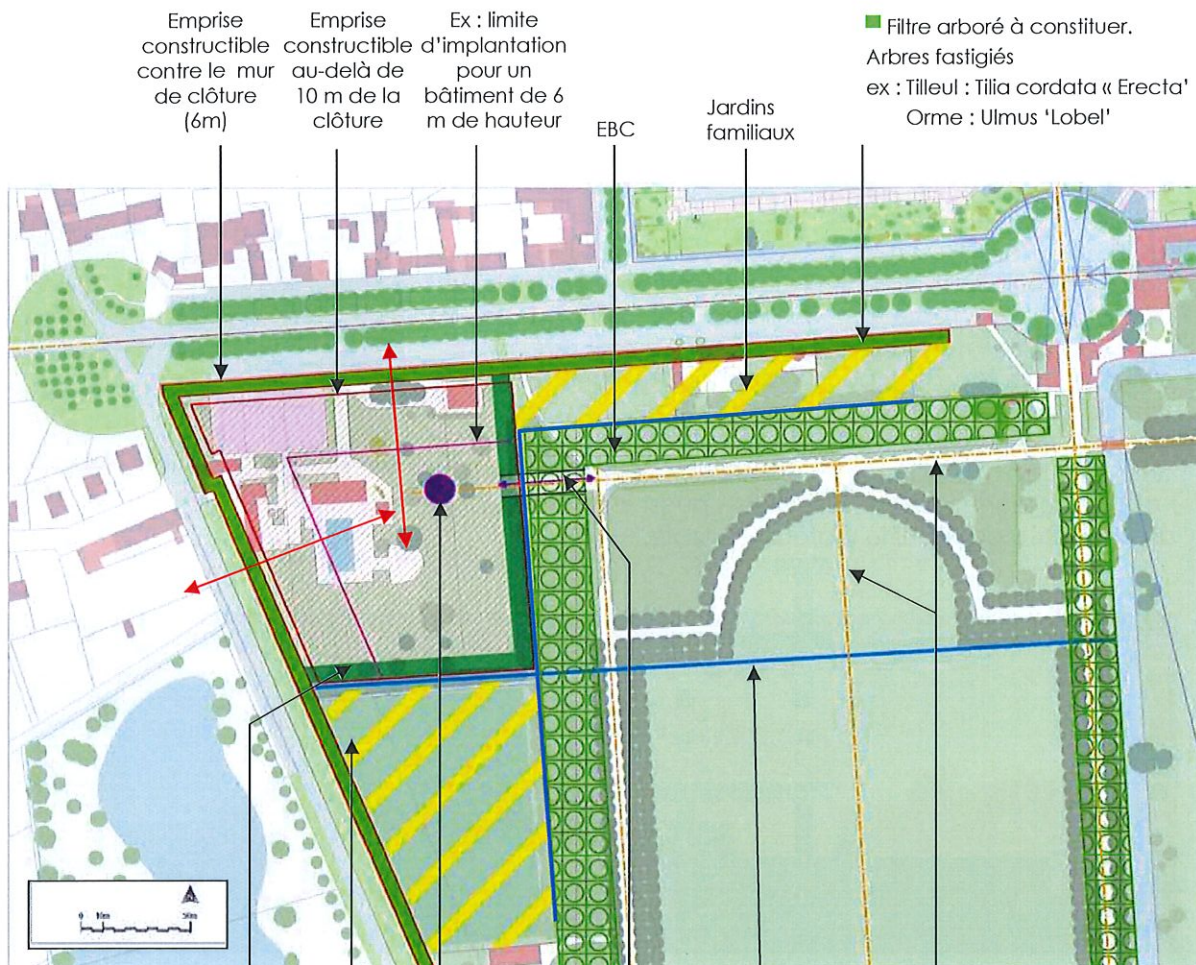 Emprise
constructible
contre le mur
de clôture
(6m)
Emprise
constructible
au-delà de
10 m de la
clôture
Ex : limite
d'implantation
pour un
bâtiment de 6
m de hauteur
EBC
Jardins
familiaux
Filtre arboré à constituer.
Arbres fastigiés
ex : Tilleul : Tilia cordata « Erecta'
Orme : Ulmus 'Lobel'
0 10m 50m